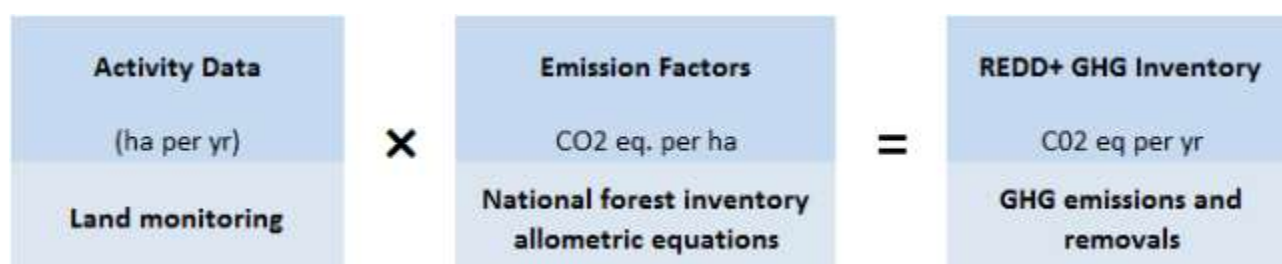 Activity Data
(ha per yr)
Land monitoring
×
Emission Factors
CO2 eq. per ha
National forest inventory
allometric equations
=
REDD+ GHG Inventory
C02 eq per yr
GHG emissions and
removals